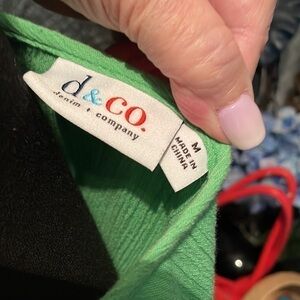 d&co.
denim + company
M
MADE IN
CHINA